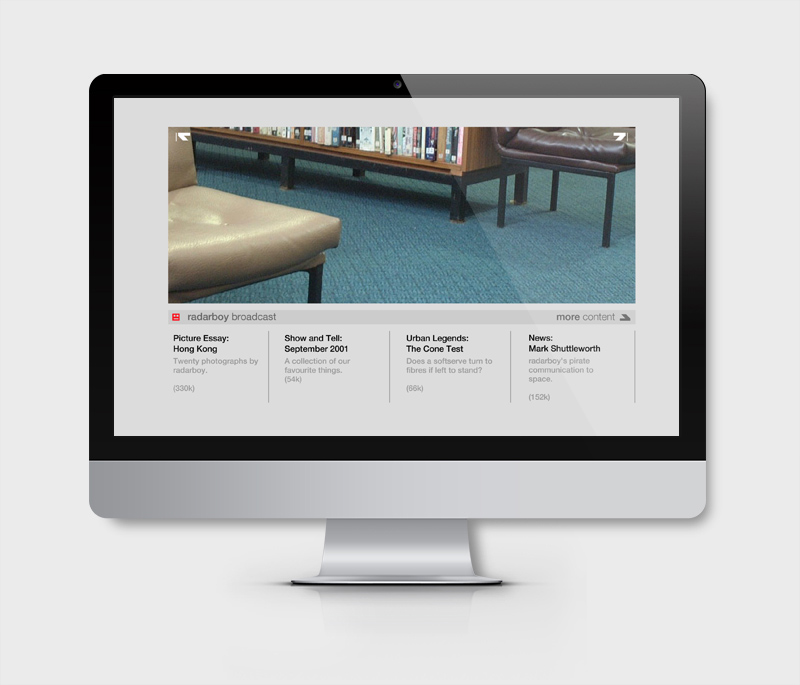 radarboy broadcast
more content
Picture Essay:
Hong Kong
Twenty photographs by
radarboy.
(330k)
Show and Tell:
September 2001
A collection of our
favourite things.
(54k)
Urban Legends:
The Cone Test
Does a softserve turn to
fibres if left to stand?
(66k)
News:
Mark Shuttleworth
radarboy's pirate
communication to
space.
(152k)